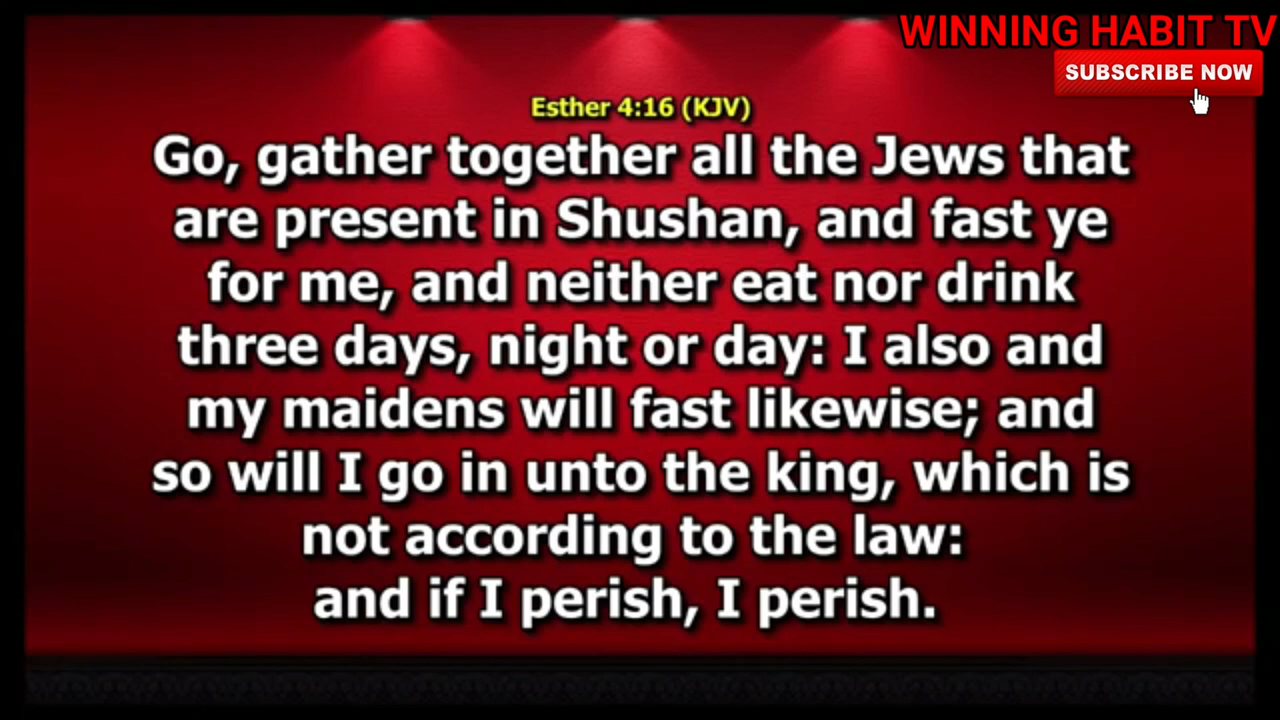 WINNING HABIT TV
SUBSCRIBE NOW
Esther 4:16 (KJV)
Go, gather together all the Jews that
are present in Shushan, and fast ye
for me, and neither eat nor drink
three days, night or day: I also and
my maidens will fast likewise; and
so will I go in unto the king, which is
not according to the law:
and if I perish, I perish.